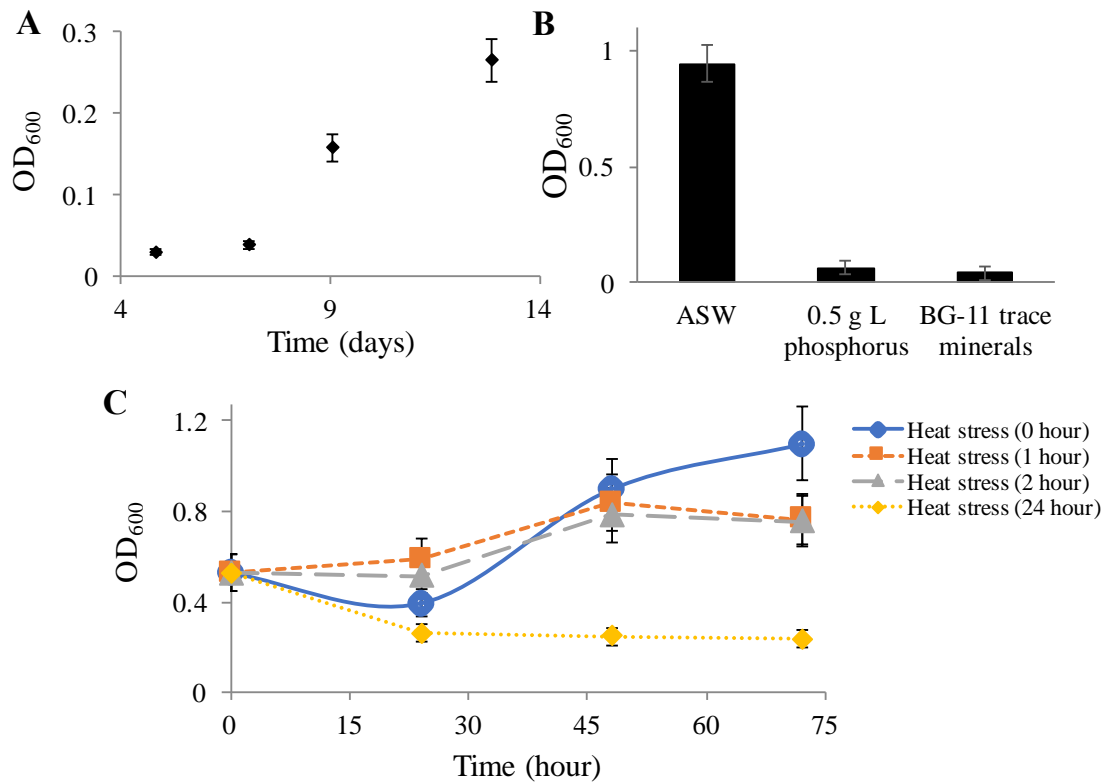 A
0.3
0.2
0.1
0
OD600
4
9
14
Time (days)
B
1
0.5
0
OD600
ASW
0.5 g L
phosphorus
BG-11 trace
minerals
C
1.2
0.8
0.4
0
OD600
0
15
30
45
60
75
Time (hour)
Heat stress (0 hour)
Heat stress (1 hour)
Heat stress (2 hour)
Heat stress (24 hour)